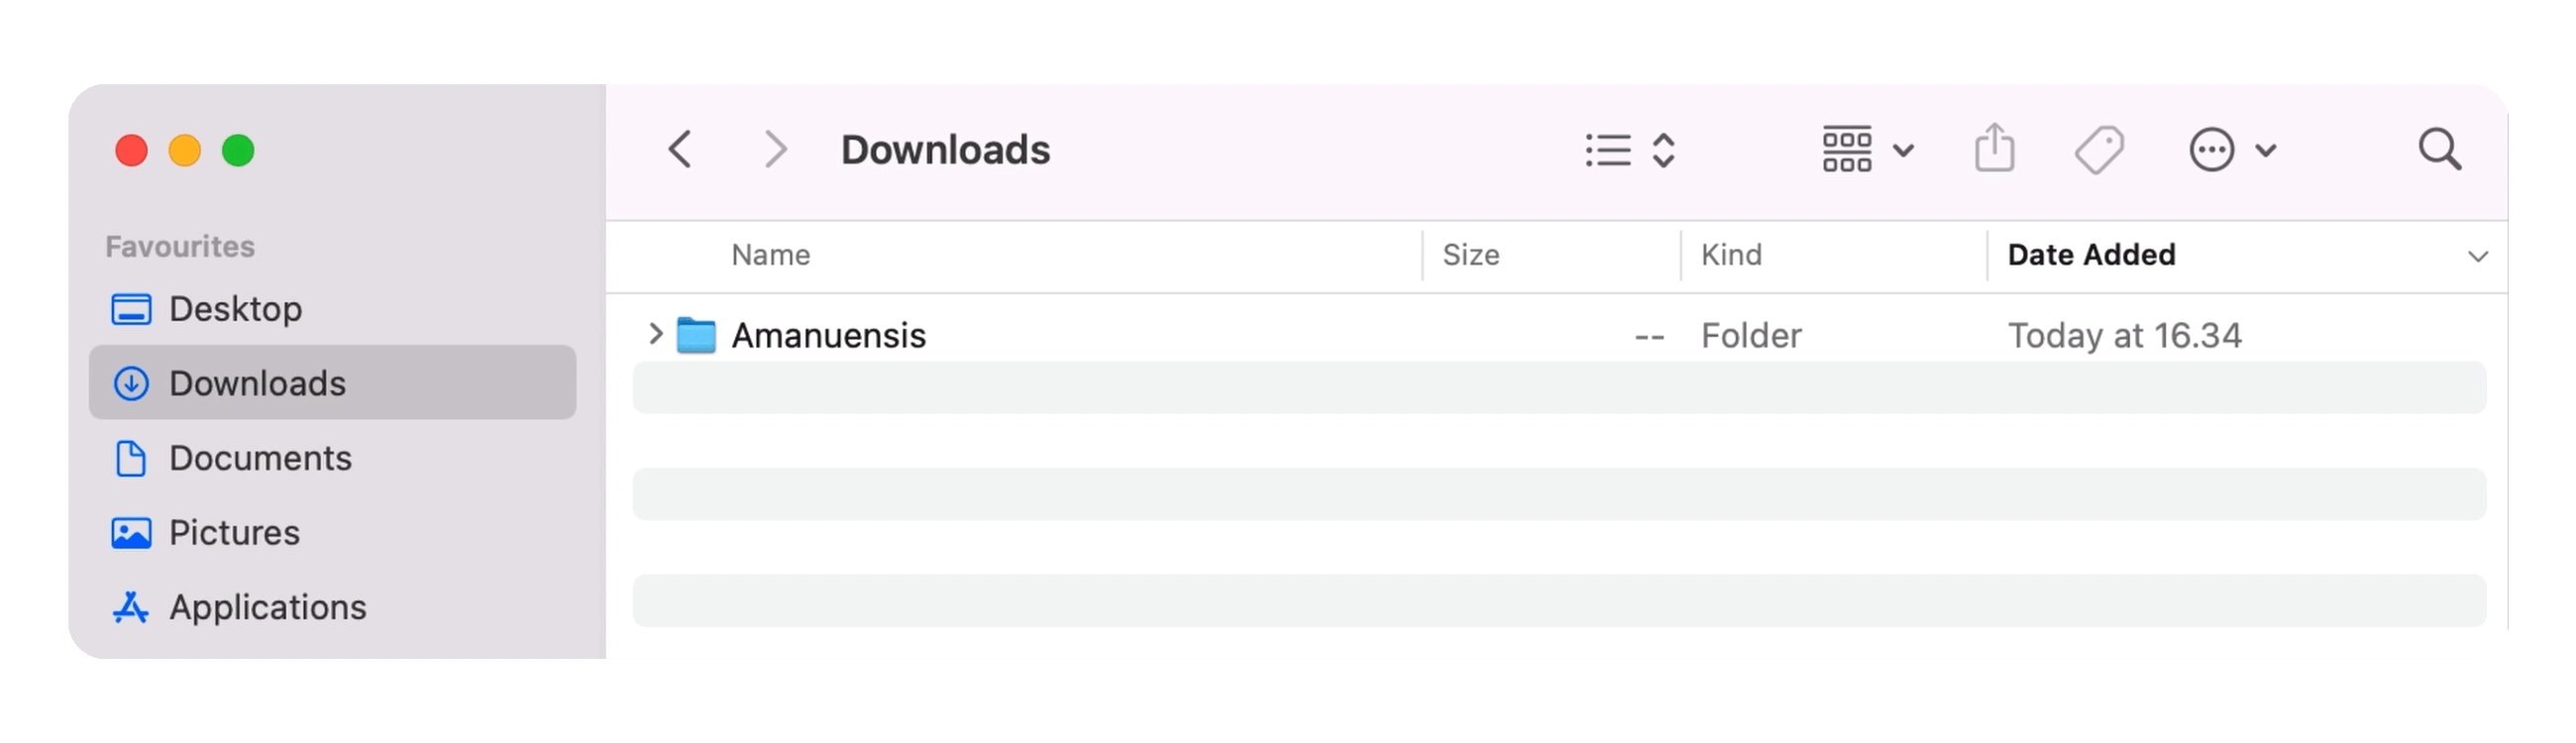 Downloads
Favourites
Desktop
Downloads
Documents
Pictures
Applications
Name Size Kind Date Added
Amanuensis -- Folder Today at 16.34